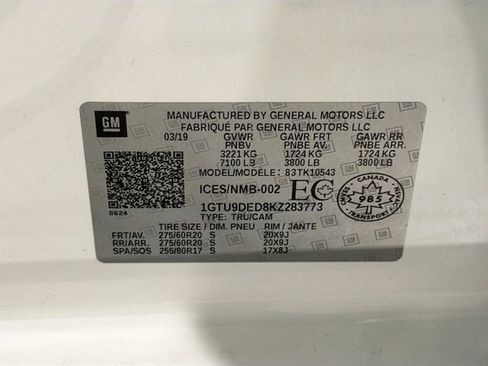 GM
MANUFACTURED BY GENERAL MOTORS LLC
FABRIQUÉ PAR GENERAL MOTORS LLC
03/19 GVWR GAWR FRT GAWR RR
PNBV PNBE AV. PNBE ARR.
3221 KG 1724 KG 1724 KG
7100 LB 3800 LB 3800 LB
MODEL/MODÈLE: 83TK10543
ICES/NMB-002 EC
1GTU9DED8KZ283773
8624
TYPE: TRU/CAM
TIRE SIZE / DIM. PNEU RIM / JANTE
FRT/AV. 275/60R20 S 20X9J
RR/ARR. 275/60R20 S 20X9J
SPA/SOS 255/80R17 S 17X8J
CANADA
985
TRANSPORT